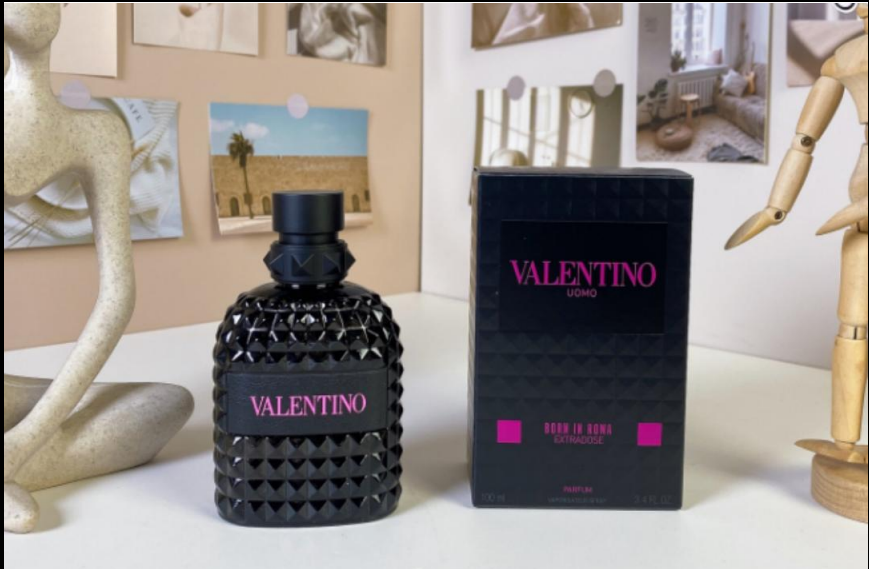 VALENTINO
VALENTINO
UOMO
BORN IN ROMA
EXTRADOSE
PARFUM
100 ml
3.4 FL.OZ